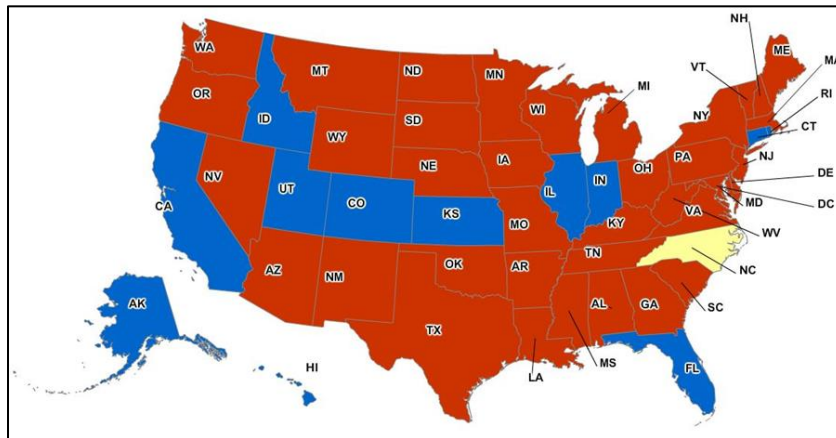 NH
WA
ME
MA
MT
ND
MN
VT
MI
RI
OR
WI
NY
CT
ID
SD
WY
PA
NJ
IA
OH
NE
DE
NV
IL
IN
MD
UT
DC
CA
CO
VA
KS
MO
KY
WV
TN
NC
AZ
OK
NM
AR
AK
AL
GA
SC
TX
MS
HI
LA
FL